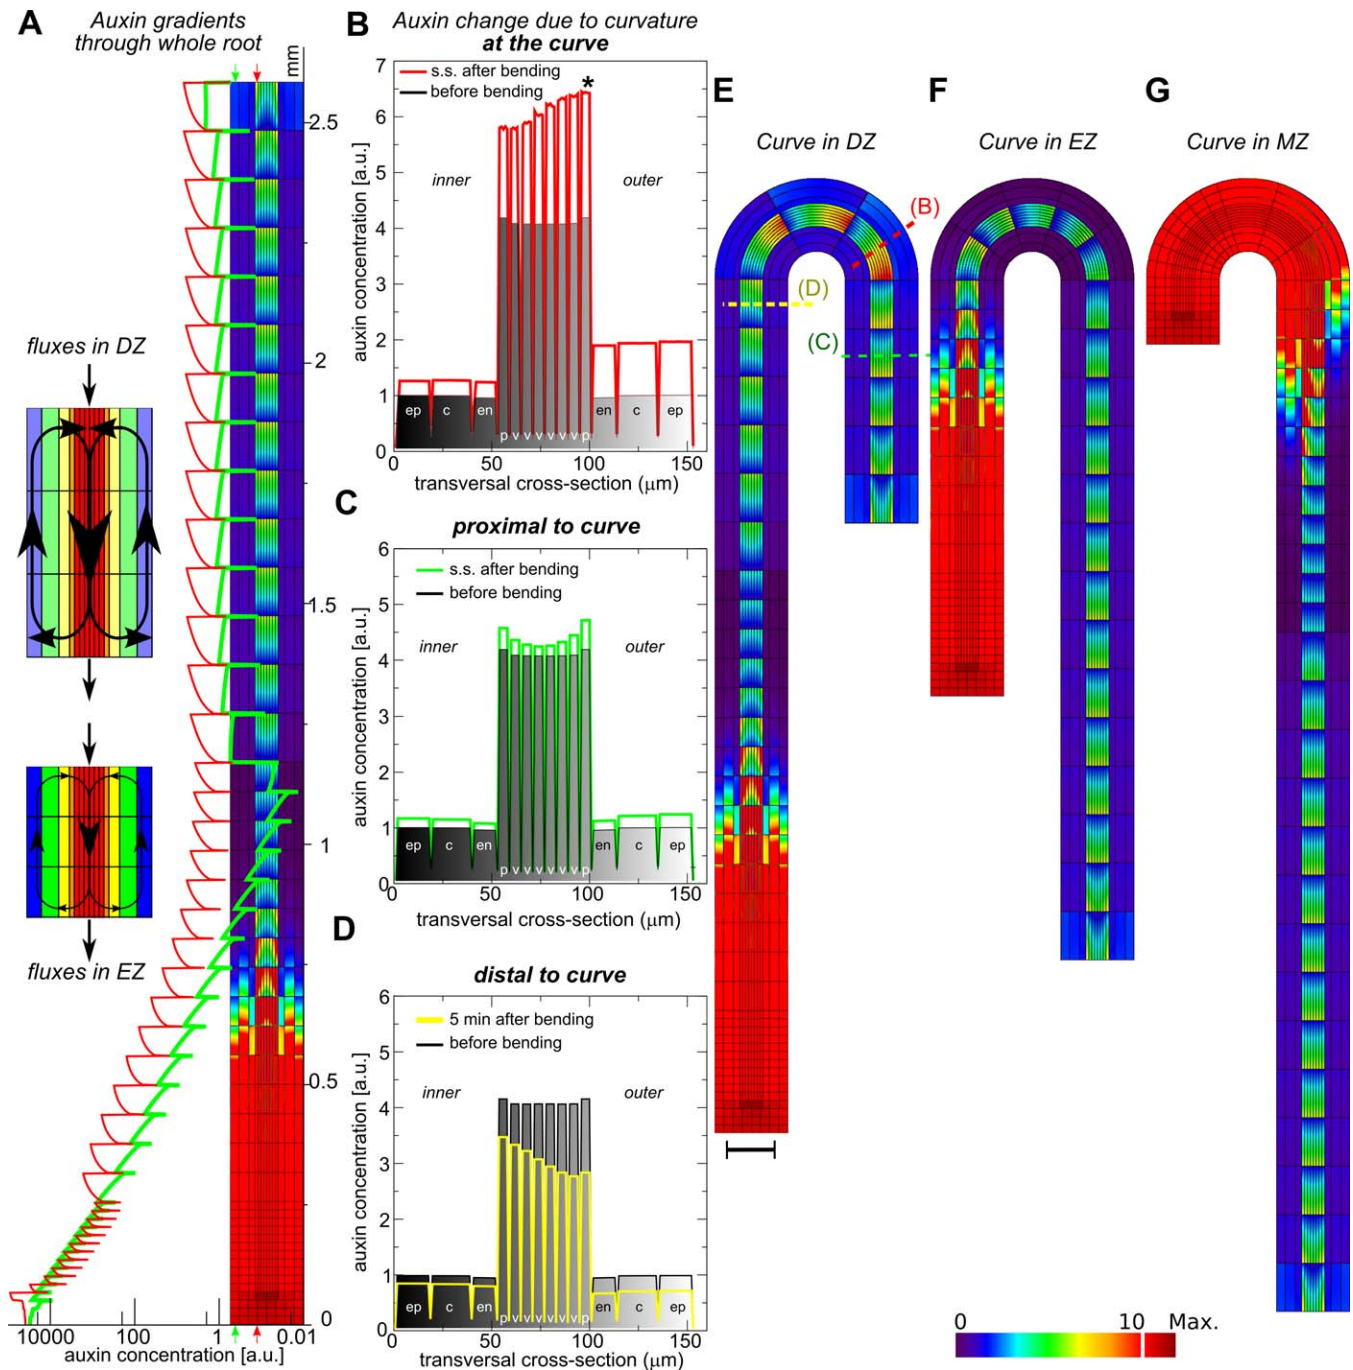 A
Auxin gradients
through whole root
mm
2.5
2
1.5
1
0.5
0
fluxes in DZ
fluxes in EZ
10000 100 1 0.01
auxin concentration [a.u.]
B
Auxin change due to curvature
at the curve
7
6
5
4
3
2
1
0
auxin concentration [a.u.]
s.s. after bending
before bending
*
inner
outer
ep c en p v v v v v v p en c ep
0 50 100 150
transversal cross-section (μm)
C
proximal to curve
6
5
4
3
2
1
0
auxin concentration [a.u.]
s.s. after bending
before bending
inner
outer
ep c en p v v v v v v p en c ep
0 50 100 150
transversal cross-section (μm)
D
distal to curve
6
5
4
3
2
1
0
auxin concentration [a.u.]
5 min after bending
before bending
inner
outer
ep c en p v v v v v v p en c ep
0 50 100 150
transversal cross-section (μm)
E
Curve in DZ
(B)
(D)
(C)
F
Curve in EZ
G
Curve in MZ
0 10 Max.